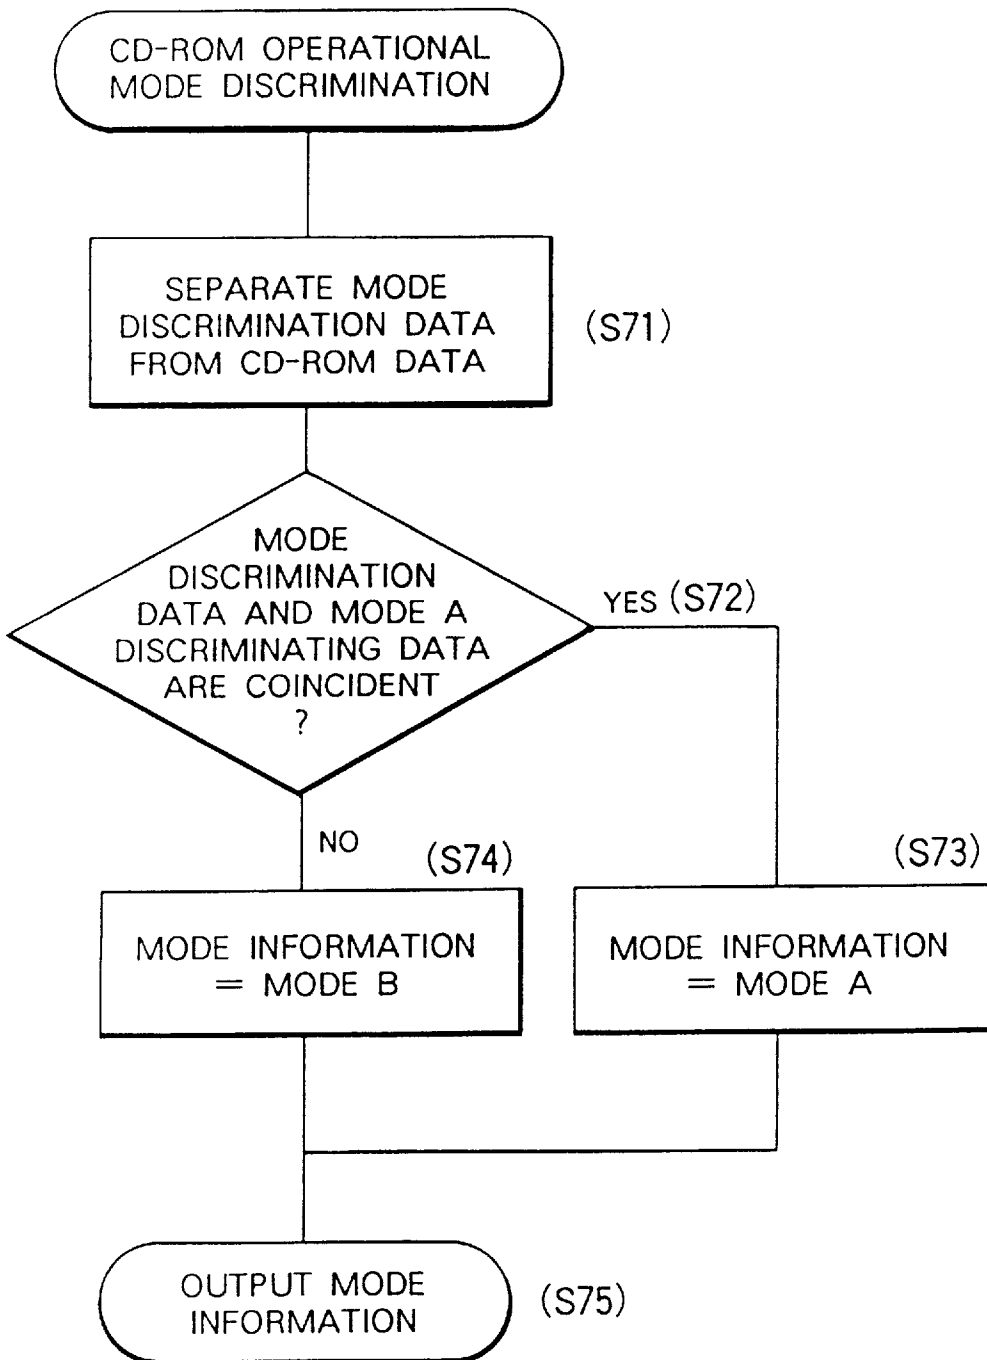 CD-ROM OPERATIONAL
MODE DISCRIMINATION
SEPARATE MODE
DISCRIMINATION DATA
FROM CD-ROM DATA
(S71)
MODE
DISCRIMINATION
DATA AND MODE A
DISCRIMINATING DATA
ARE COINCIDENT
?
YES (S72)
NO
(S74)
(S73)
MODE INFORMATION
= MODE B
MODE INFORMATION
= MODE A
OUTPUT MODE
INFORMATION
(S75)